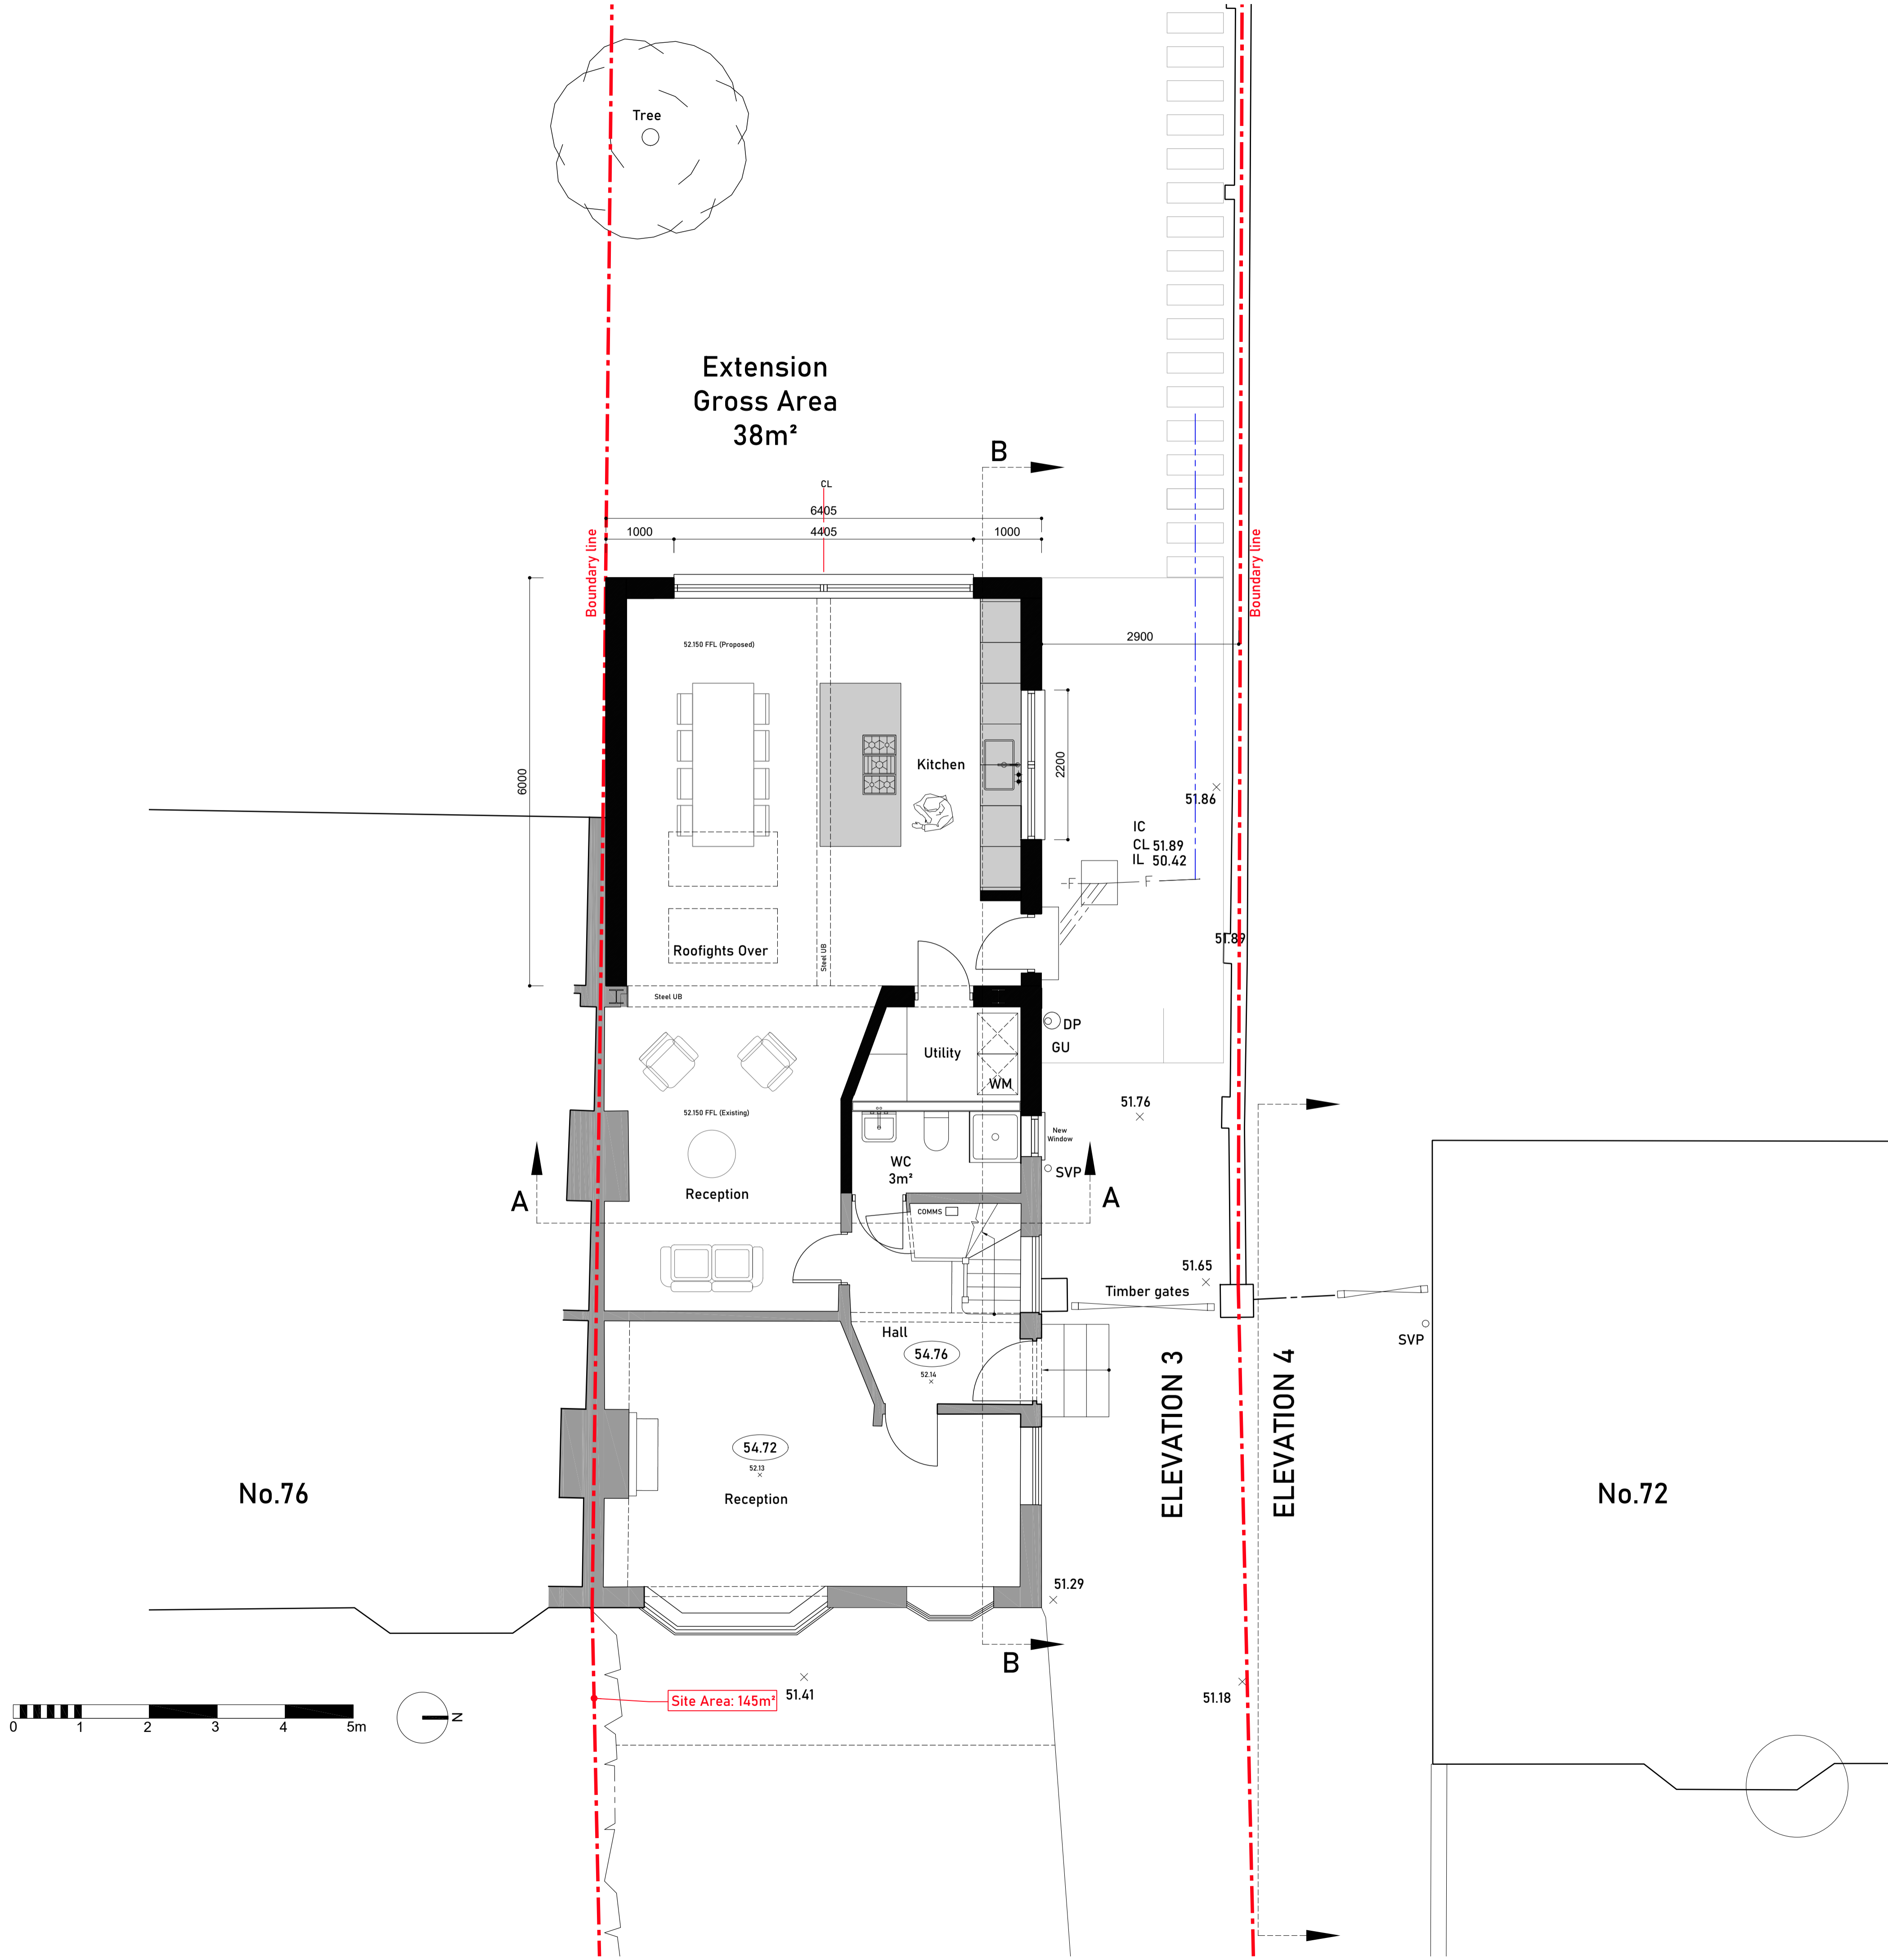 Tree
Extension
Gross Area
38m²
B
CL
6405
1000
4405
1000
Boundary line
Boundary line
2900
52.150 FFL (Proposed)
6000
Kitchen
2200
51.86
IC
CL 51.89
IL 50.42
F
F
51.89
Roofights Over
Steel UB
Steel UB
DP
GU
Utility
WM
52.150 FFL (Existing)
51.76
New
Window
WC
3m²
SVP
A
Reception
A
COMMS
51.65
Timber gates
Hall
54.76
52.14
SVP
ELEVATION 3
ELEVATION 4
54.72
52.13
Reception
No.76
No.72
51.29
B
Site Area: 145m²
51.41
51.18
0 1 2 3 4 5m
N